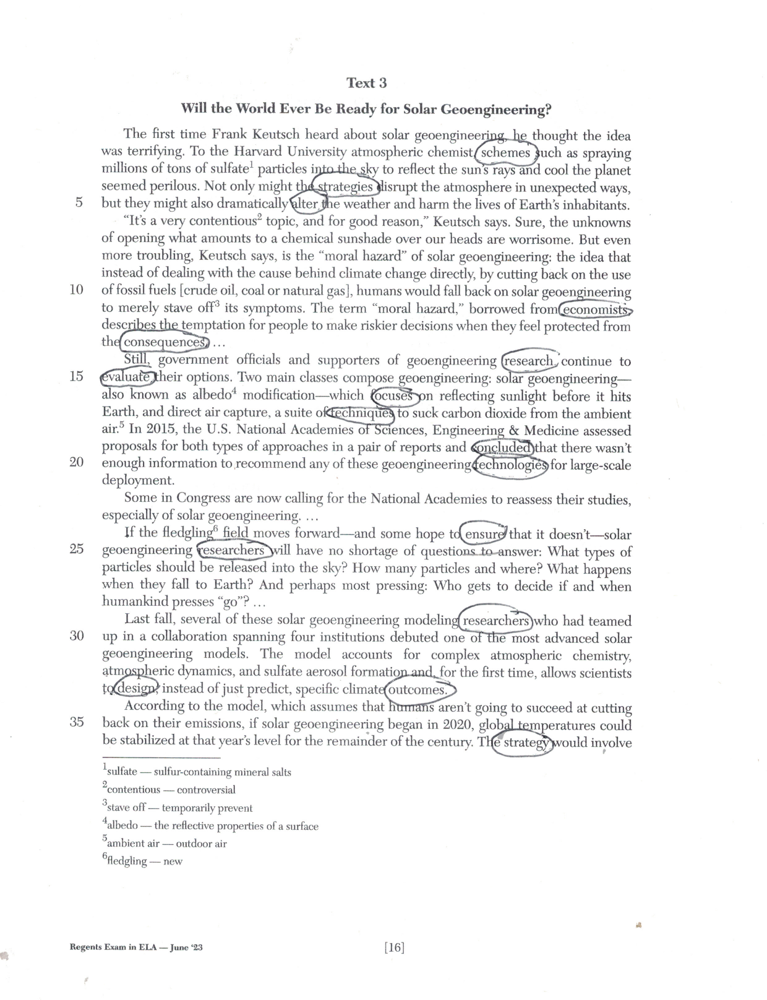 Text 3
Will the World Ever Be Ready for Solar Geoengineering?
The first time Frank Keutsch heard about solar geoengineering, he thought the idea
was terrifying. To the Harvard University atmospheric chemist, schemes such as spraying
millions of tons of sulfate¹ particles into the sky to reflect the sun's rays and cool the planet
seemed perilous. Not only might the strategies disrupt the atmosphere in unexpected ways,
5 but they might also dramatically alter the weather and harm the lives of Earth's inhabitants.
"It's a very contentious² topic, and for good reason," Keutsch says. Sure, the unknowns
of opening what amounts to a chemical sunshade over our heads are worrisome. But even
more troubling, Keutsch says, is the "moral hazard" of solar geoengineering: the idea that
instead of dealing with the cause behind climate change directly, by cutting back on the use
10 of fossil fuels [crude oil, coal or natural gas], humans would fall back on solar geoengineering
to merely stave off³ its symptoms. The term "moral hazard," borrowed from economists,
describes the temptation for people to make riskier decisions when they feel protected from
the consequences. ...
Still, government officials and supporters of geoengineering research continue to
15 evaluate their options. Two main classes compose geoengineering: solar geoengineering—
also known as albedo⁴ modification—which focuses on reflecting sunlight before it hits
Earth, and direct air capture, a suite of techniques to suck carbon dioxide from the ambient
air.⁵ In 2015, the U.S. National Academies of Sciences, Engineering & Medicine assessed
proposals for both types of approaches in a pair of reports and concluded that there wasn't
20 enough information to recommend any of these geoengineering technologies for large-scale
deployment.
Some in Congress are now calling for the National Academies to reassess their studies,
especially of solar geoengineering. ...
If the fledgling⁶ field moves forward—and some hope to ensure that it doesn't—solar
25 geoengineering researchers will have no shortage of questions to answer: What types of
particles should be released into the sky? How many particles and where? What happens
when they fall to Earth? And perhaps most pressing: Who gets to decide if and when
humankind presses "go"? ...
Last fall, several of these solar geoengineering modeling researchers who had teamed
30 up in a collaboration spanning four institutions debuted one of the most advanced solar
geoengineering models. The model accounts for complex atmospheric chemistry,
atmospheric dynamics, and sulfate aerosol formation and, for the first time, allows scientists
to design, instead of just predict, specific climate outcomes.
According to the model, which assumes that humans aren't going to succeed at cutting
35 back on their emissions, if solar geoengineering began in 2020, global temperatures could
be stabilized at that year's level for the remainder of the century. The strategy would involve
¹sulfate — sulfur-containing mineral salts
²contentious — controversial
³stave off — temporarily prevent
⁴albedo — the reflective properties of a surface
⁵ambient air — outdoor air
⁶fledgling — new
Regents Exam in ELA — June '23 [16]